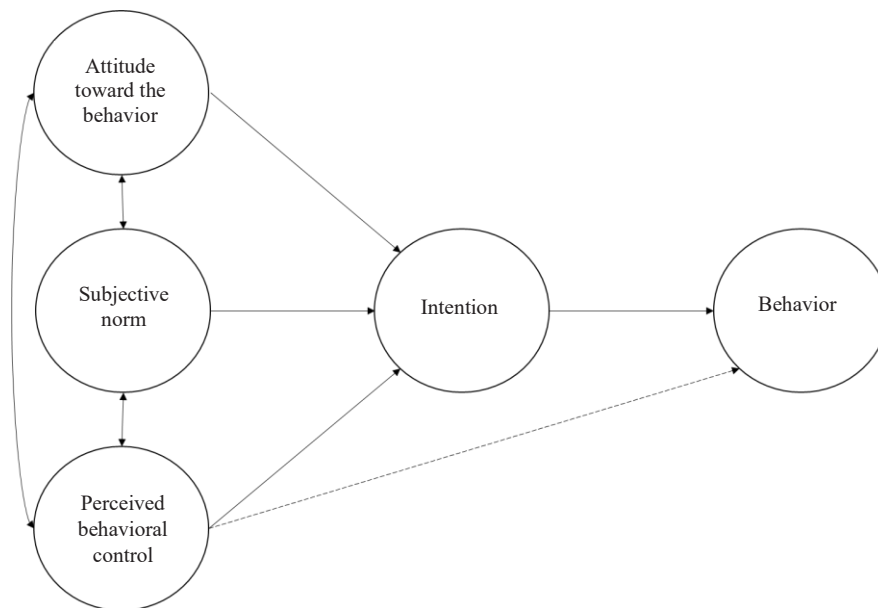 Attitude
toward the
behavior
Subjective
norm
Intention
Behavior
Perceived
behavioral
control